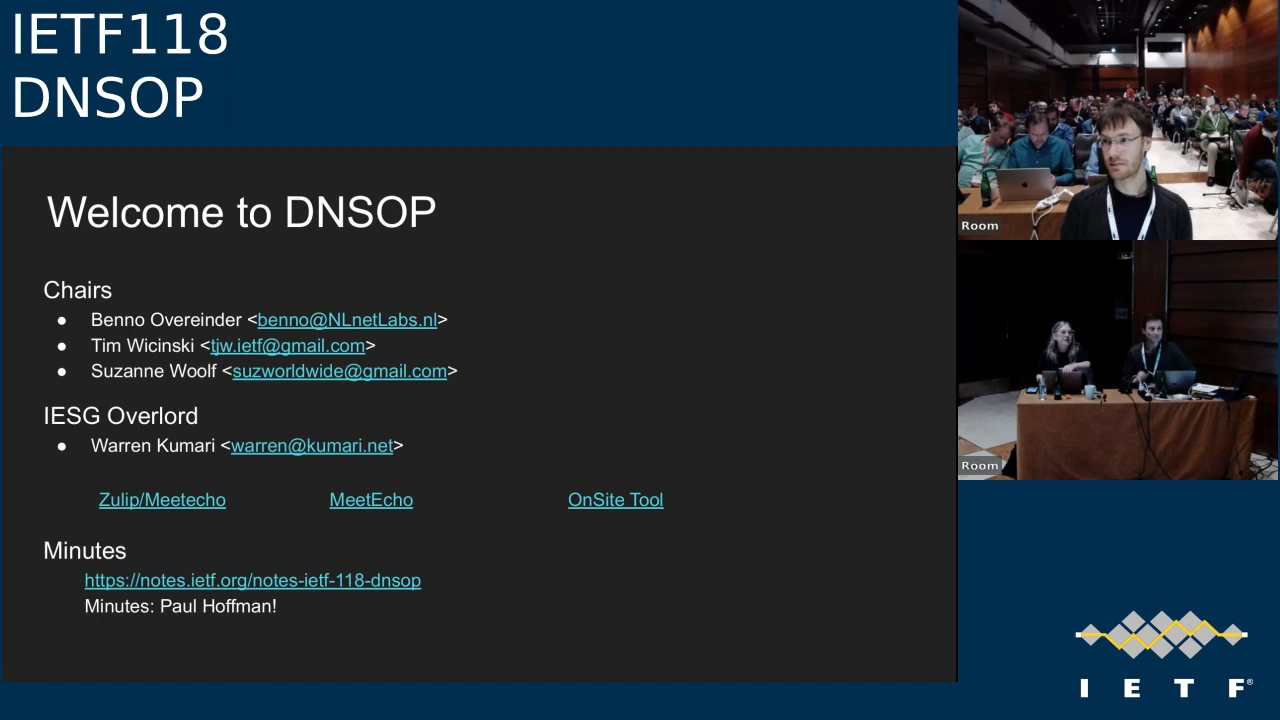 IETF118
DNSOP
Welcome to DNSOP
Chairs
● Benno Overeinder <benno@NLnetLabs.nl>
● Tim Wicinski <tjw.ietf@gmail.com>
● Suzanne Woolf <suzworldwide@gmail.com>
IESG Overlord
● Warren Kumari <warren@kumari.net>
Zulip/Meetecho MeetEcho OnSite Tool
Minutes
https://notes.ietf.org/notes-ietf-118-dnsop
Minutes: Paul Hoffman!
Room
Room
I E T F®